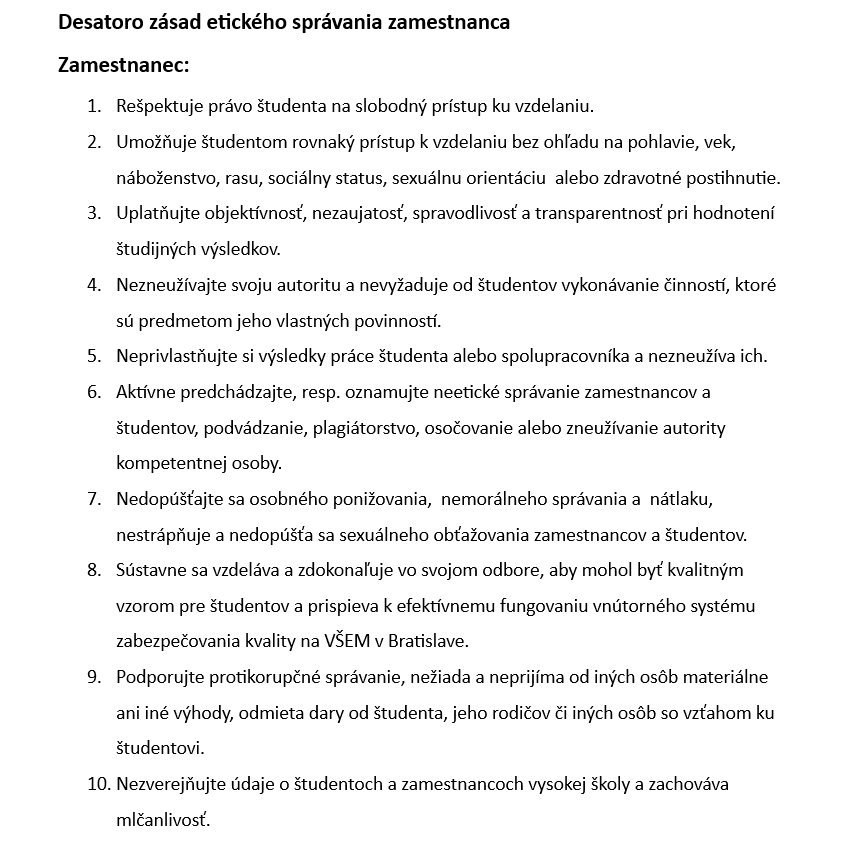 Desatoro zásad etického správania zamestnanca
Zamestnanec:
1. Rešpektuje právo študenta na slobodný prístup ku vzdelaniu.
2. Umožňuje študentom rovnaký prístup k vzdelaniu bez ohľadu na pohlavie, vek,
náboženstvo, rasu, sociálny status, sexuálnu orientáciu alebo zdravotné postihnutie.
3. Uplatňujte objektívnosť, nezaujatosť, spravodlivosť a transparentnosť pri hodnotení
študijných výsledkov.
4. Nezneužívajte svoju autoritu a nevyžaduje od študentov vykonávanie činností, ktoré
sú predmetom jeho vlastných povinností.
5. Neprivlastňujte si výsledky práce študenta alebo spolupracovníka a nezneužíva ich.
6. Aktívne predchádzajte, resp. oznamujte neetické správanie zamestnancov a
študentov, podvádzanie, plagiátorstvo, osočovanie alebo zneužívanie autority
kompetentnej osoby.
7. Nedopúšťajte sa osobného ponižovania, nemorálneho správania a nátlaku,
nestrápňuje a nedopúšťa sa sexuálneho obťažovania zamestnancov a študentov.
8. Sústavne sa vzdeláva a zdokonaľuje vo svojom odbore, aby mohol byť kvalitným
vzorom pre študentov a prispieva k efektívnemu fungovaniu vnútorného systému
zabezpečovania kvality na VŠEM v Bratislave.
9. Podporujte protikorupčné správanie, nežiada a neprijíma od iných osôb materiálne
ani iné výhody, odmieta dary od študenta, jeho rodičov či iných osôb so vzťahom ku
študentovi.
10. Nezverejňujte údaje o študentoch a zamestnancoch vysokej školy a zachováva
mlčanlivosť.